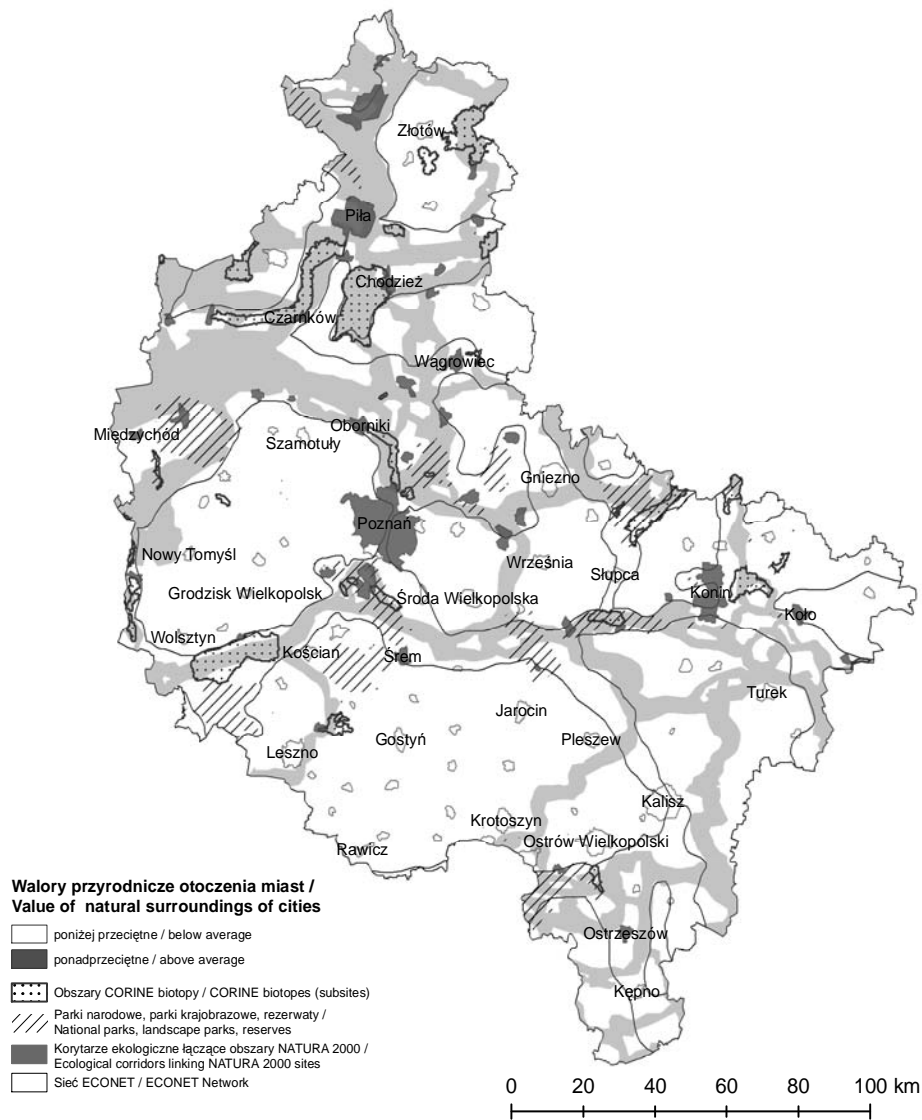 Złotów
Piła
Chodzież
Czarnków
Wągrowiec
Oborniki
Międzychód
Szamotuły
Gniezno
Poznań
Nowy Tomyśl
Września
Słupca
Konin
Grodzisk Wielkopolsk
Środa Wielkopolska
Koło
Wolsztyn
Kościan
Śrem
Turek
Jarocin
Gostyń
Pleszew
Leszno
Kalisz
Krotoszyn
Ostrów Wielkopolski
Rawicz
Ostrzeszów
Kępno
Walory przyrodnicze otoczenia miast /
Value of natural surroundings of cities
poniżej przeciętne / below average
ponadprzeciętne / above average
Obszary CORINE biotopy / CORINE biotopes (subsites)
Parki narodowe, parki krajobrazowe, rezerwaty /
National parks, landscape parks, reserves
Korytarze ekologiczne łączące obszary NATURA 2000 /
Ecological corridors linking NATURA 2000 sites
Sieć ECONET / ECONET Network
0 20 40 60 80 100 km